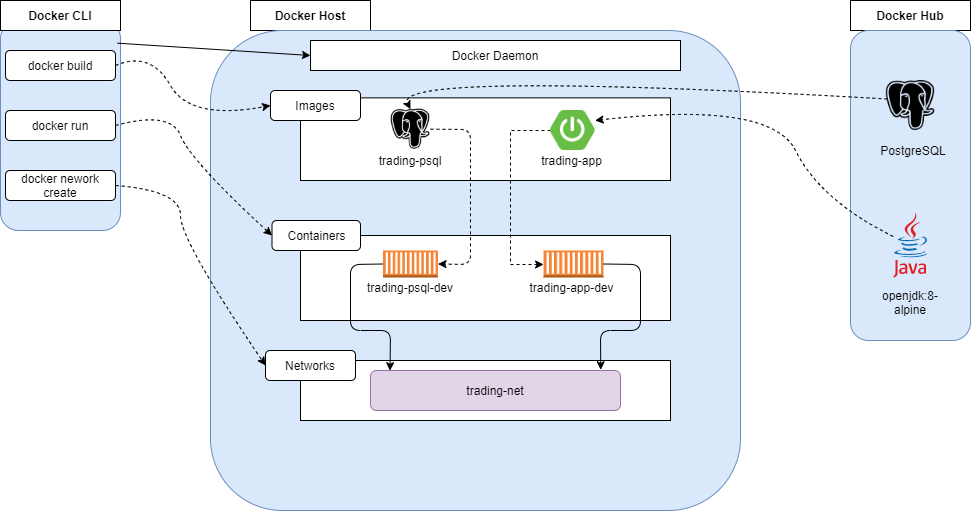 Docker CLI
Docker Host
Docker Hub
docker build
docker run
docker nework
create
Docker Daemon
Images
trading-psql
trading-app
Containers
trading-psql-dev
trading-app-dev
Networks
trading-net
PostgreSQL
Java
openjdk:8-
alpine